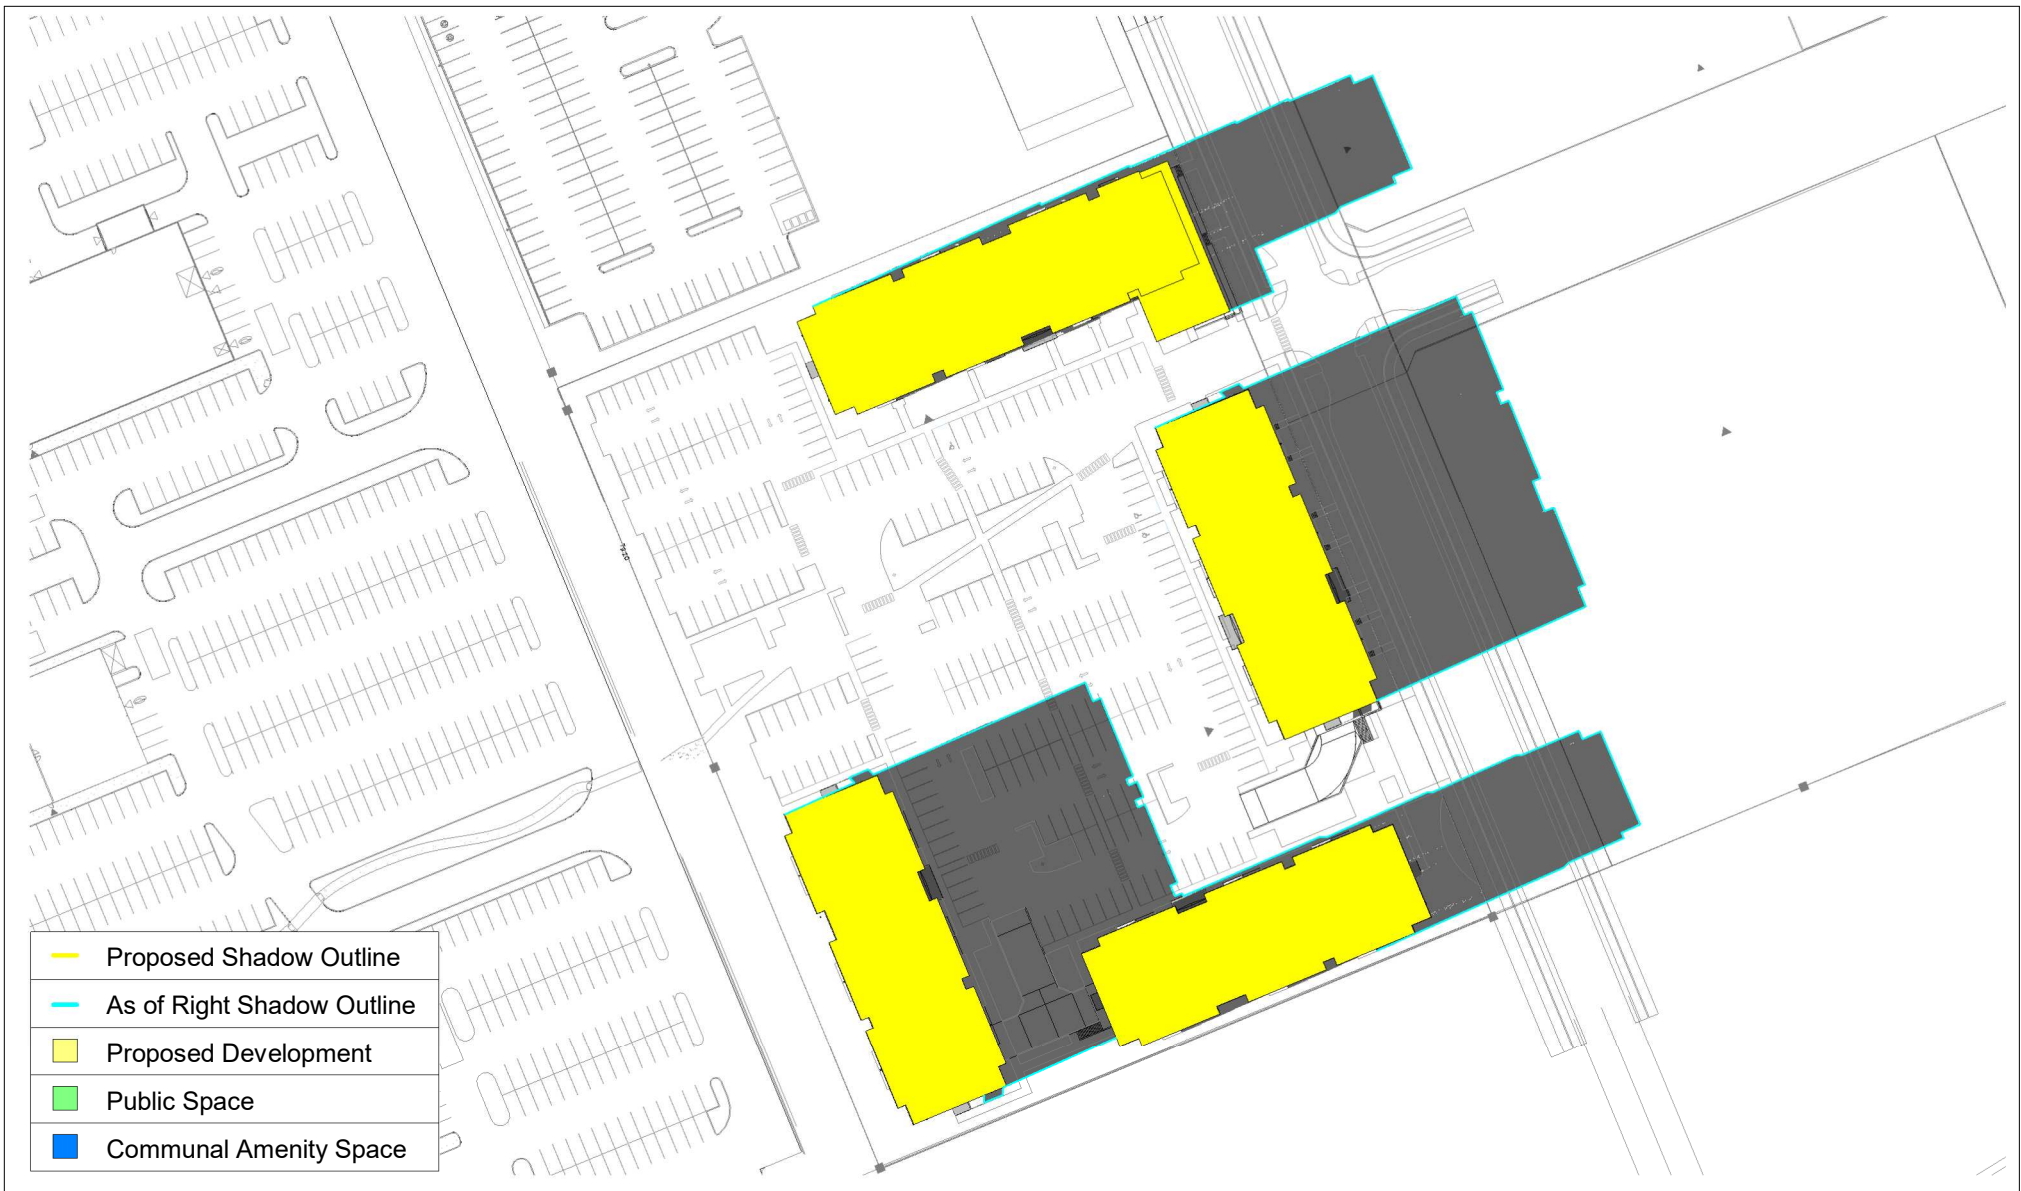 Proposed Shadow Outline
As of Right Shadow Outline
Proposed Development
Public Space
Communal Amenity Space